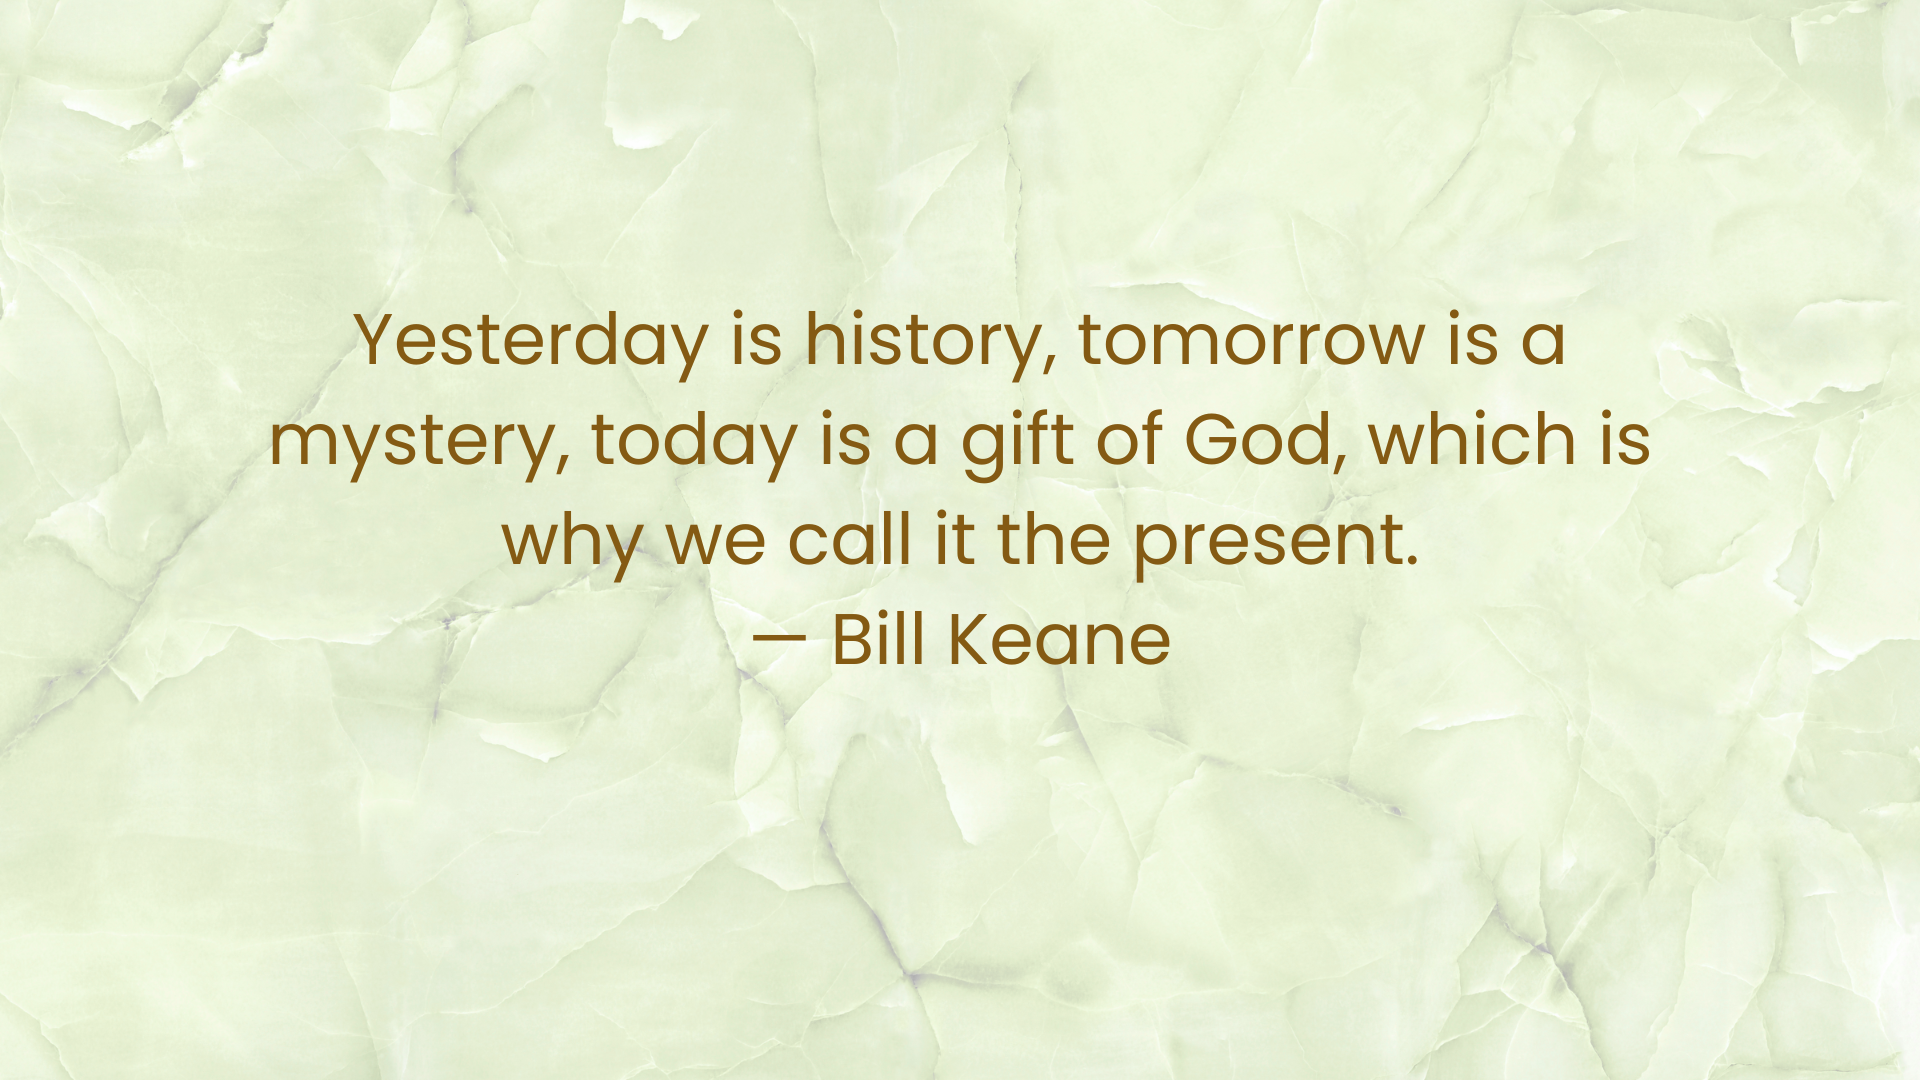 Yesterday is history, tomorrow is a
mystery, today is a gift of God, which is
why we call it the present.
— Bill Keane